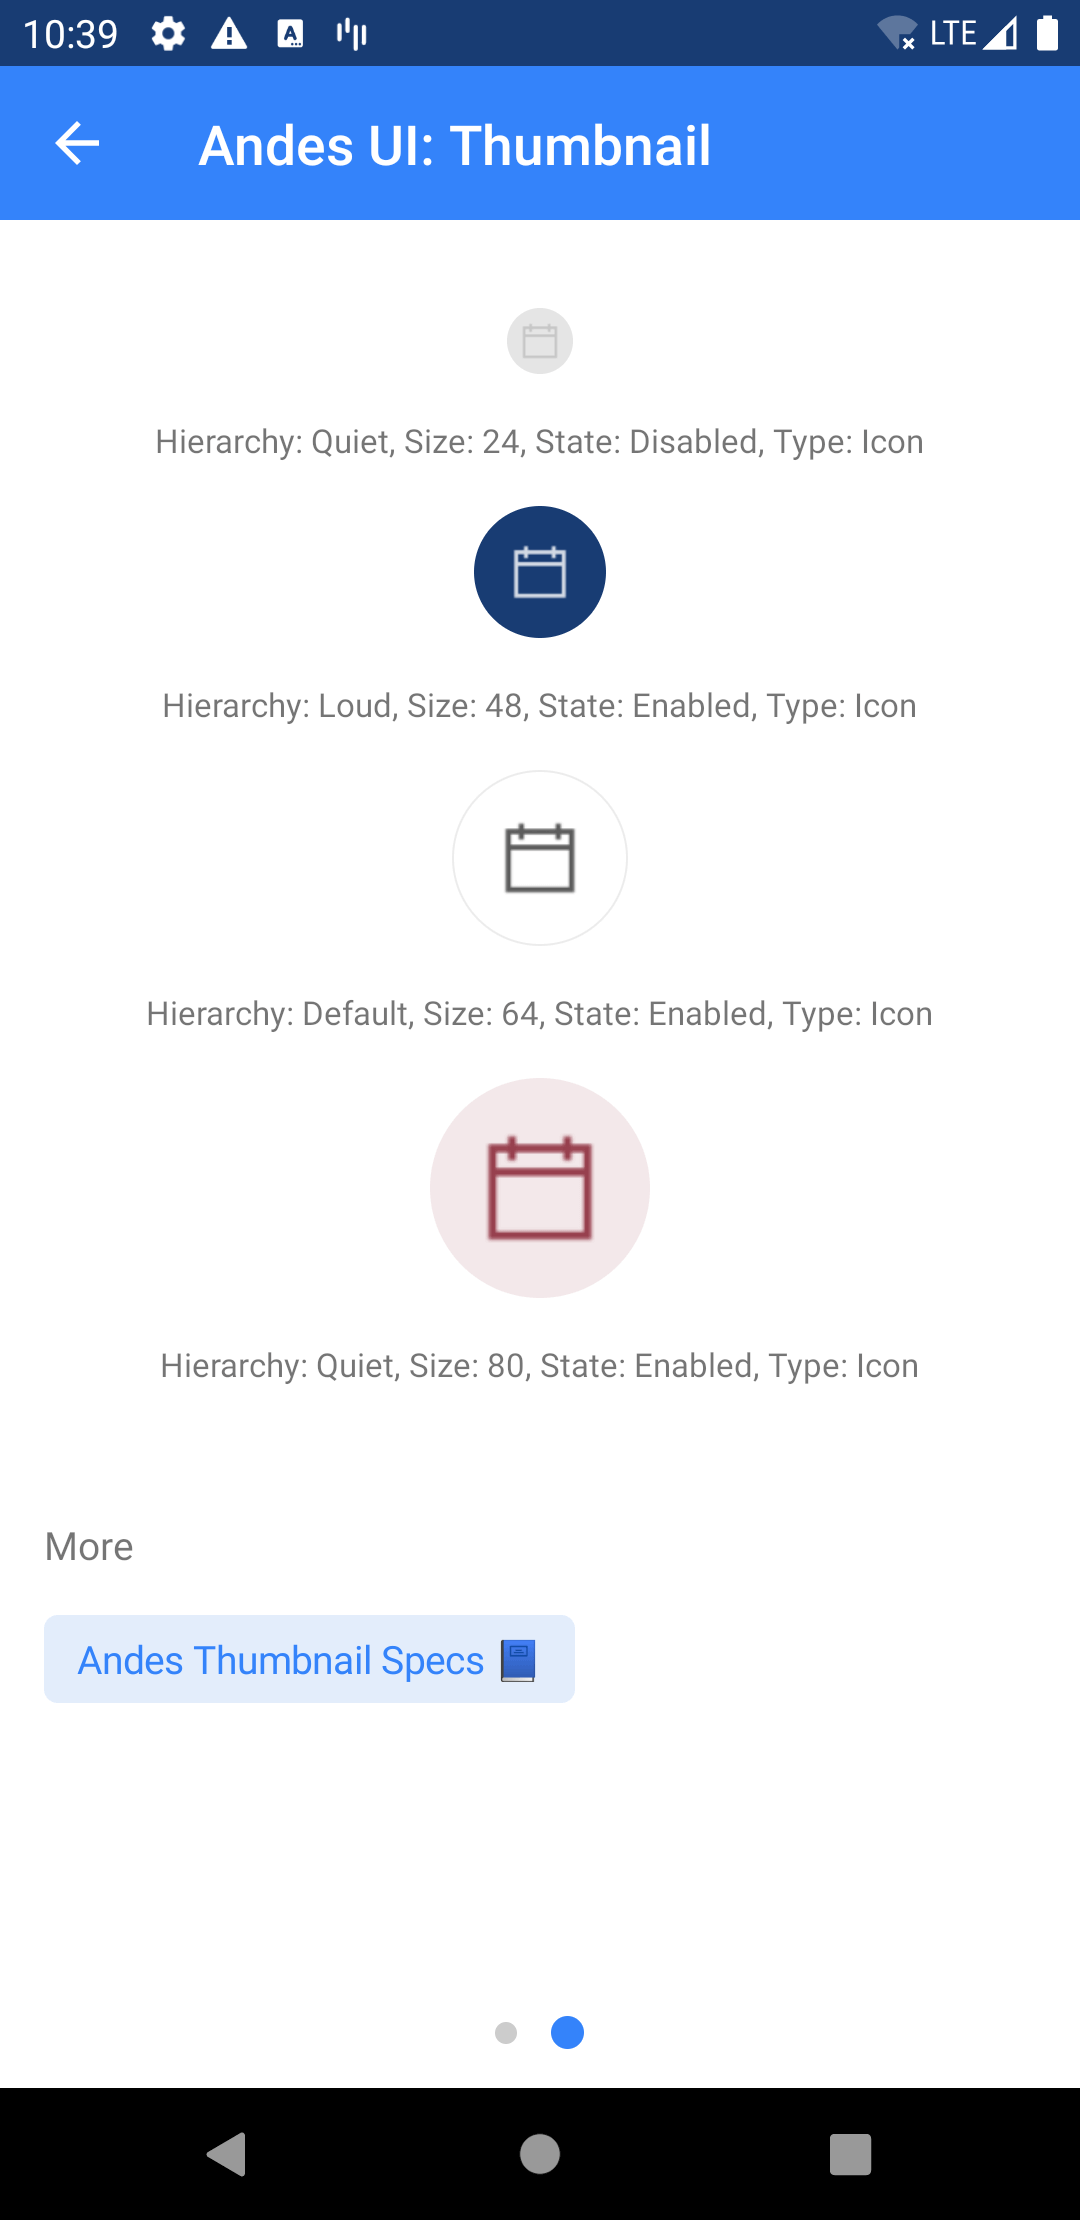 10:39
LTE
Andes UI: Thumbnail
Hierarchy: Quiet, Size: 24, State: Disabled, Type: Icon
Hierarchy: Loud, Size: 48, State: Enabled, Type: Icon
Hierarchy: Default, Size: 64, State: Enabled, Type: Icon
Hierarchy: Quiet, Size: 80, State: Enabled, Type: Icon
More
Andes Thumbnail Specs 📘